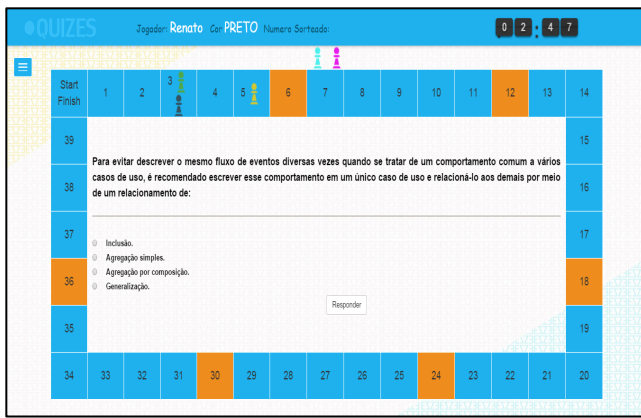 QUIZES
Jogador: Renato Cor PRETO Numero Sorteado:
0 2 : 4 7
Start
Finish
1 2 3 4 5 6 7 8 9 10 11 12 13 14
39 15
Para evitar descrever o mesmo fluxo de eventos diversas vezes quando se tratar de um comportamento comum a vários
casos de uso, é recomendado escrever esse comportamento em um único caso de uso e relacioná-lo aos demais por meio
de um relacionamento de:
38 16
37 17
Inclusão.
Agregação simples.
Agregação por composição.
Generalização.
36 18
Responder
35 19
34 33 32 31 30 29 28 27 26 25 24 23 22 21 20